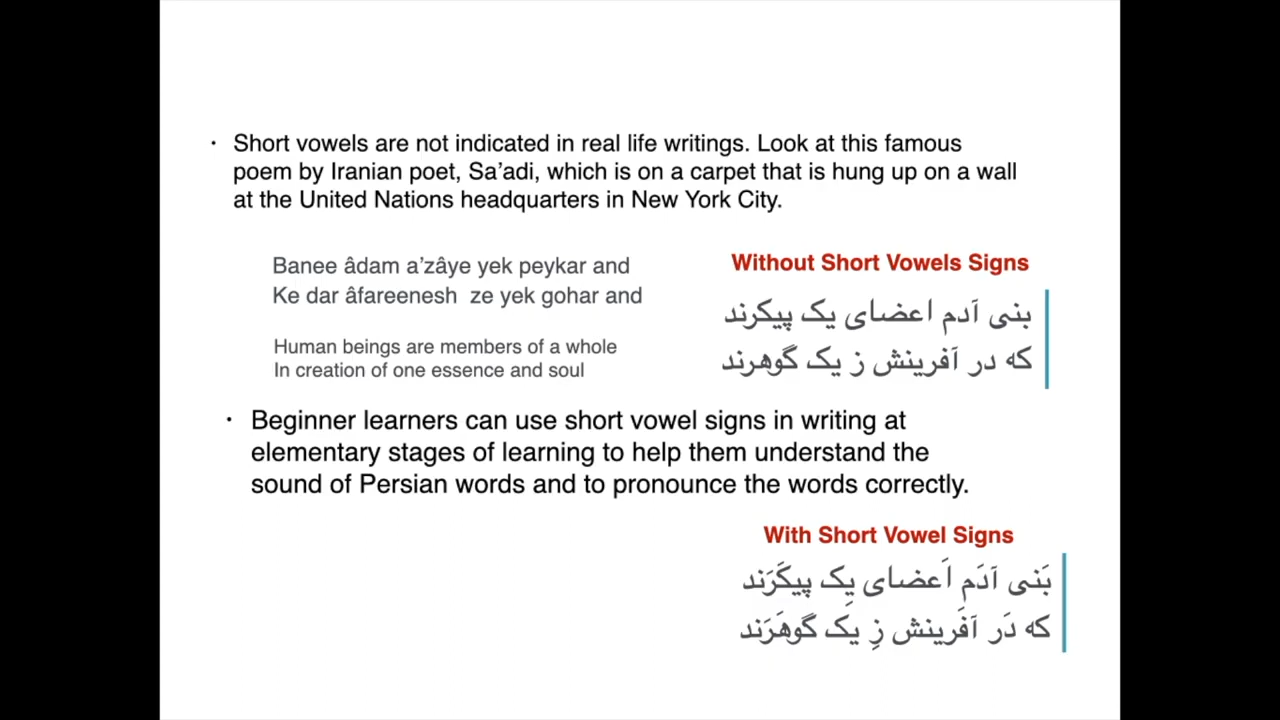 • Short vowels are not indicated in real life writings. Look at this famous
poem by Iranian poet, Sa’adi, which is on a carpet that is hung up on a wall
at the United Nations headquarters in New York City.
Banee âdam a’zâye yek peykar and
Ke dar âfareenesh ze yek gohar and
Human beings are members of a whole
In creation of one essence and soul
Without Short Vowels Signs
بنی آدم اعضای یک پیکرند
که در آفرینش ز یک گوهرند
• Beginner learners can use short vowel signs in writing at
elementary stages of learning to help them understand the
sound of Persian words and to pronounce the words correctly.
With Short Vowel Signs
بَنی آدَم اَعضای یِک پیکَرَند
که دَر آفَرینش زِ یَک گوهَرَند